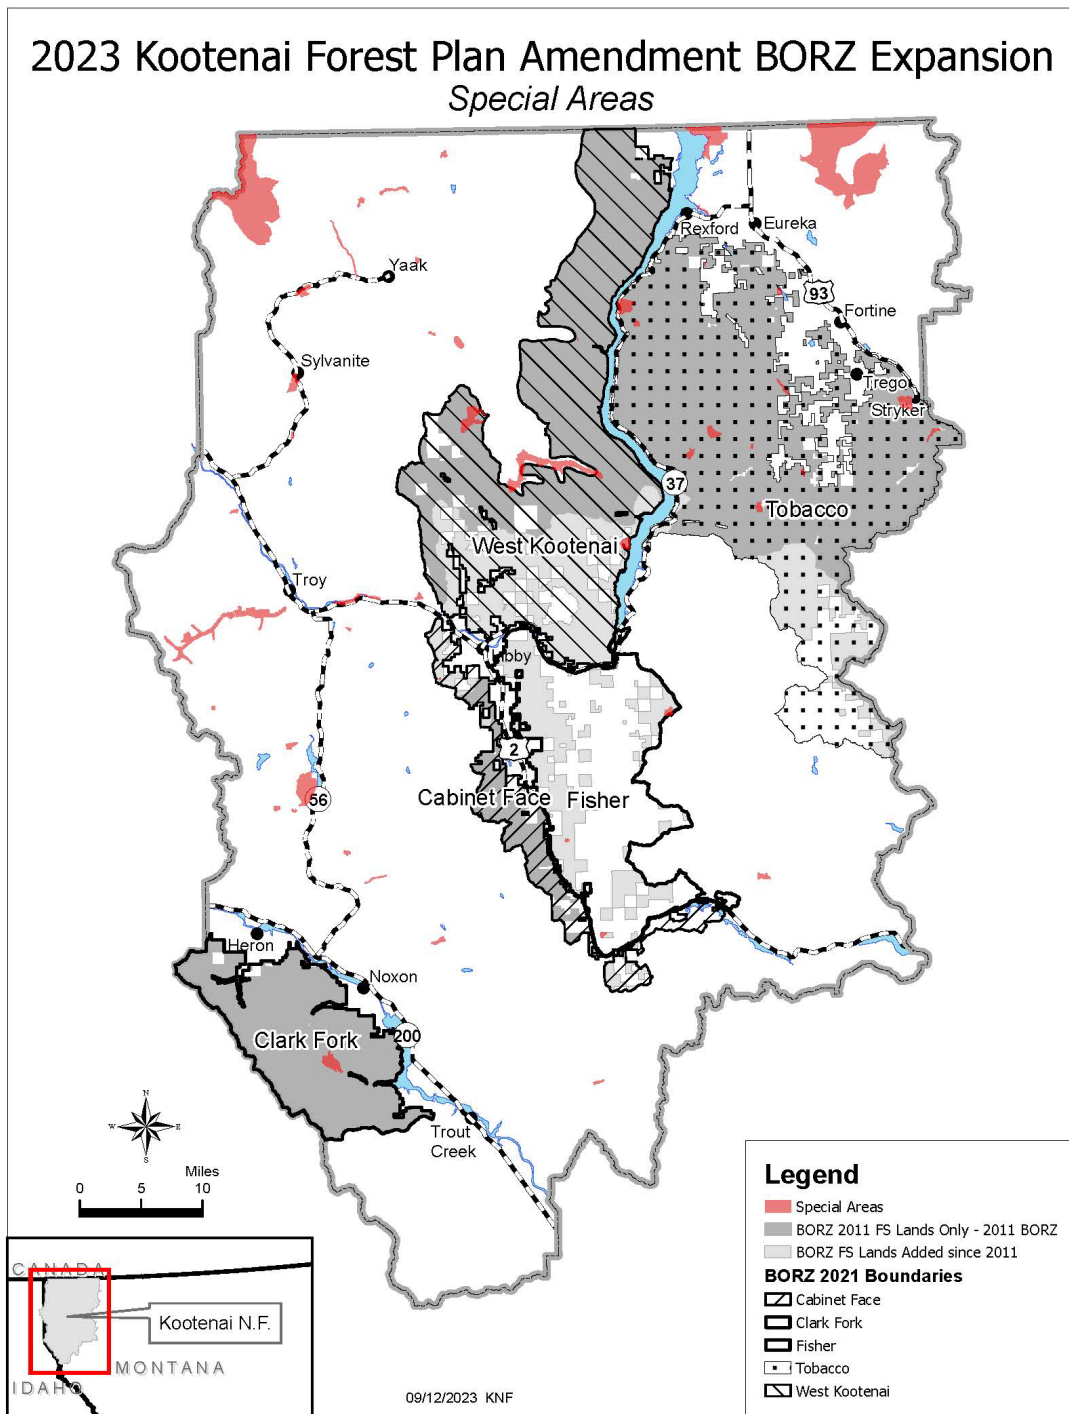 2023 Kootenai Forest Plan Amendment BORZ Expansion
Special Areas
Rexford
Eureka
Yaak
93
Fortine
Sylvanite
Trego
Stryker
37
Tobacco
West Kootenai
Troy
Libby
2
Cabinet Face
Fisher
56
Heron
Noxon
Clark Fork
200
Trout
Creek
N
W
E
S
Miles
0 5 10
CANADA
Kootenai N.F.
MONTANA
IDAHO
09/12/2023 KNF
Legend
Special Areas
BORZ 2011 FS Lands Only - 2011 BORZ
BORZ FS Lands Added since 2011
BORZ 2021 Boundaries
Cabinet Face
Clark Fork
Fisher
Tobacco
West Kootenai